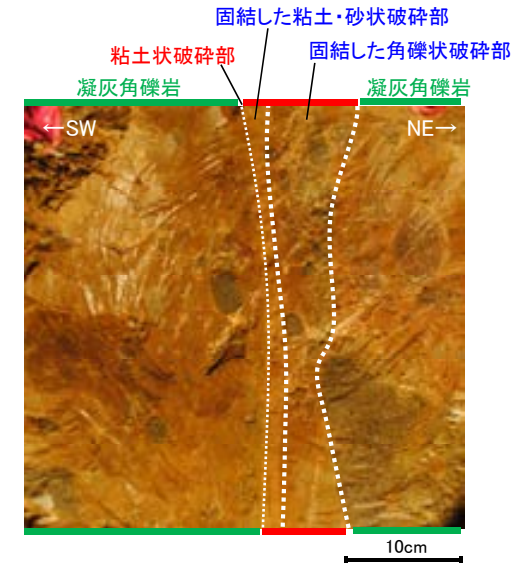 固結した粘土・砂状破砕部
粘土状破砕部
固結した角礫状破砕部
凝灰角礫岩
凝灰角礫岩
←SW
NE→
10cm